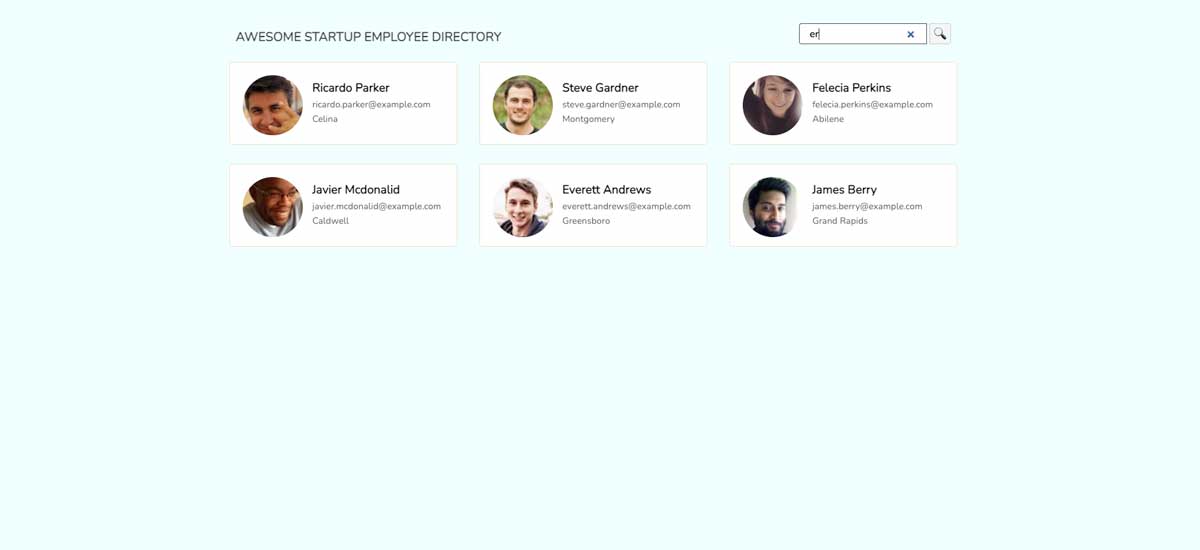 AWESOME STARTUP EMPLOYEE DIRECTORY
er
Ricardo Parker
ricardo.parker@example.com
Celina
Steve Gardner
steve.gardner@example.com
Montgomery
Felecia Perkins
felecia.perkins@example.com
Abilene
Javier Mcdonalid
javier.mcdonalid@example.com
Caldwell
Everett Andrews
everett.andrews@example.com
Greensboro
James Berry
james.berry@example.com
Grand Rapids